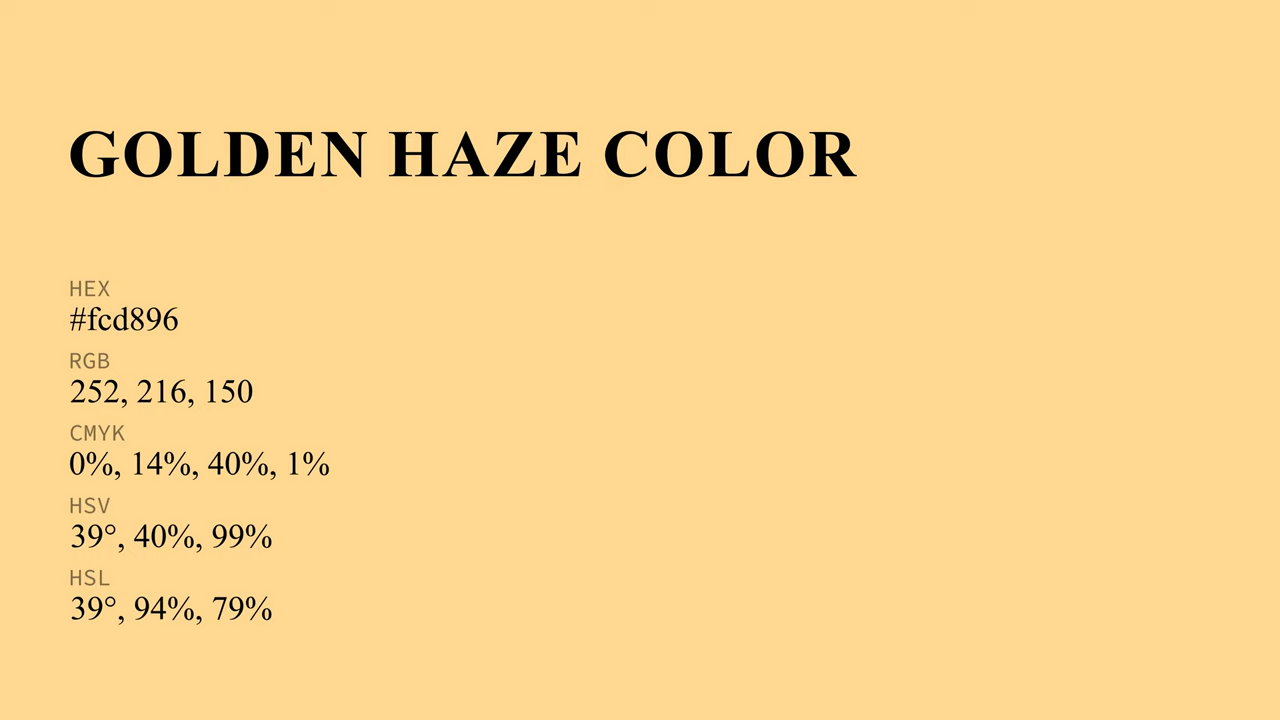 GOLDEN HAZE COLOR
HEX
#fcd896
RGB
252, 216, 150
CMYK
0%, 14%, 40%, 1%
HSV
39°, 40%, 99%
HSL
39°, 94%, 79%